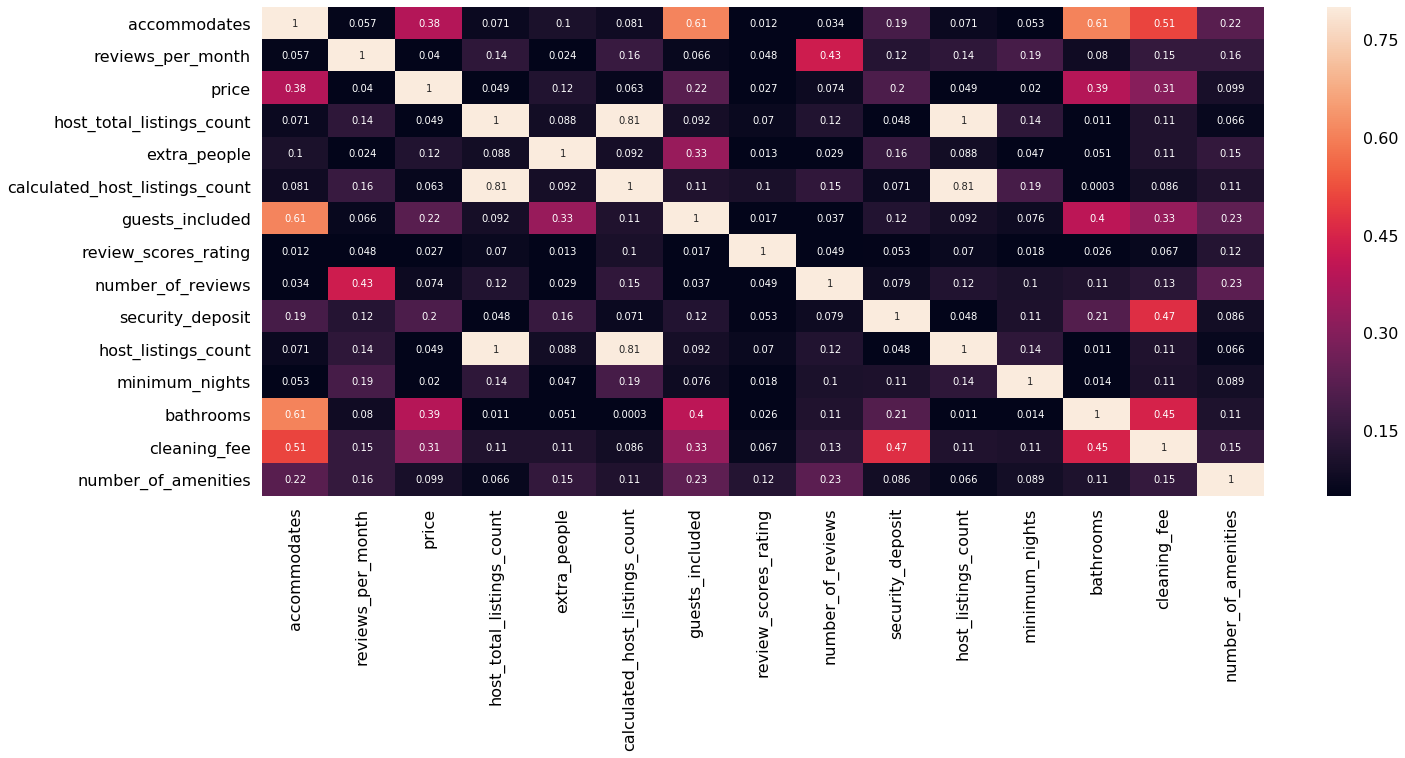 accommodates 1 0.057 0.38 0.071 0.1 0.081 0.61 0.012 0.034 0.19 0.071 0.053 0.61 0.51 0.22
reviews_per_month 0.057 1 0.04 0.14 0.024 0.16 0.066 0.048 0.43 0.12 0.14 0.19 0.08 0.15 0.16
price 0.38 0.04 1 0.049 0.12 0.063 0.22 0.027 0.074 0.2 0.049 0.02 0.39 0.31 0.099
host_total_listings_count 0.071 0.14 0.049 1 0.088 0.81 0.092 0.07 0.12 0.048 1 0.14 0.011 0.11 0.066
extra_people 0.1 0.024 0.12 0.088 1 0.092 0.33 0.013 0.029 0.16 0.088 0.047 0.051 0.11 0.15
calculated_host_listings_count 0.081 0.16 0.063 0.81 0.092 1 0.11 0.1 0.15 0.071 0.81 0.19 0.0003 0.086 0.11
guests_included 0.61 0.066 0.22 0.092 0.33 0.11 1 0.017 0.037 0.12 0.092 0.076 0.4 0.33 0.23
review_scores_rating 0.012 0.048 0.027 0.07 0.013 0.1 0.017 1 0.049 0.053 0.07 0.018 0.026 0.067 0.12
number_of_reviews 0.034 0.43 0.074 0.12 0.029 0.15 0.037 0.049 1 0.079 0.12 0.1 0.11 0.13 0.23
security_deposit 0.19 0.12 0.2 0.048 0.16 0.071 0.12 0.053 0.079 1 0.048 0.11 0.21 0.47 0.086
host_listings_count 0.071 0.14 0.049 1 0.088 0.81 0.092 0.07 0.12 0.048 1 0.14 0.011 0.11 0.066
minimum_nights 0.053 0.19 0.02 0.14 0.047 0.19 0.076 0.018 0.1 0.11 0.14 1 0.014 0.11 0.089
bathrooms 0.61 0.08 0.39 0.011 0.051 0.0003 0.4 0.026 0.11 0.21 0.011 0.014 1 0.45 0.11
cleaning_fee 0.51 0.15 0.31 0.11 0.11 0.086 0.33 0.067 0.13 0.47 0.11 0.11 0.45 1 0.15
number_of_amenities 0.22 0.16 0.099 0.066 0.15 0.11 0.23 0.12 0.23 0.086 0.066 0.089 0.11 0.15 1
accommodates
reviews_per_month
price
host_total_listings_count
extra_people
calculated_host_listings_count
guests_included
review_scores_rating
number_of_reviews
security_deposit
host_listings_count
minimum_nights
bathrooms
cleaning_fee
number_of_amenities
0.75
0.60
0.45
0.30
0.15